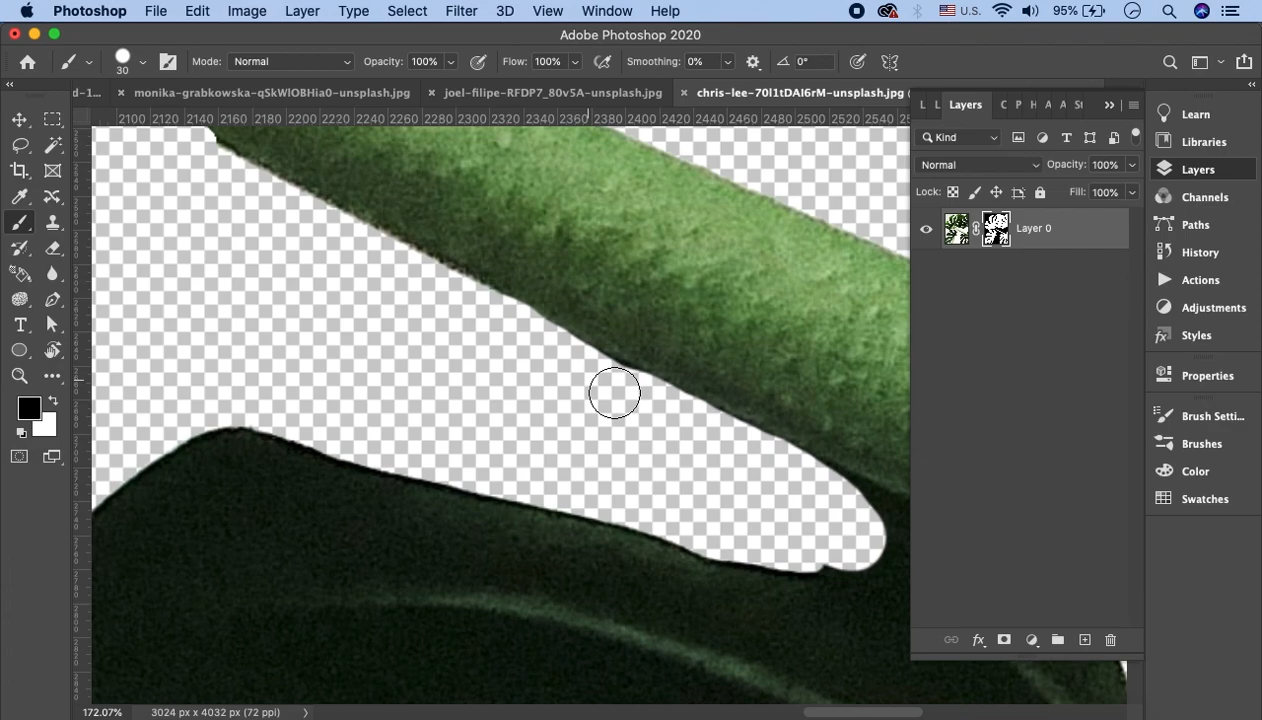 Photoshop File Edit Image Layer Type Select Filter 3D View Window Help U.S. 95%
Adobe Photoshop 2020
30 Mode: Normal Opacity: 100% Flow: 100% Smoothing: 0% 0°
d-1... × monika-grabkowska-qSkWlOBHia0-unsplash.jpg × joel-filipe-RFDP7_80v5A-unsplash.jpg × chris-lee-70l1tDAI6rM-unsplash.jpg @
2100 2120 2140 2160 2180 2200 2220 2240 2260 2280 2300 2320 2340 2360 2380 2400 2420 2440 2460 2480 2500 2520 2540
L L Layers C P H A A St
Kind
Normal Opacity: 100%
Lock: Fill: 100%
Layer 0
Learn
Libraries
Layers
Channels
Paths
History
Actions
Adjustments
Styles
Properties
Brush Setti...
Brushes
Color
Swatches
172.07% 3024 px x 4032 px (72 ppi)